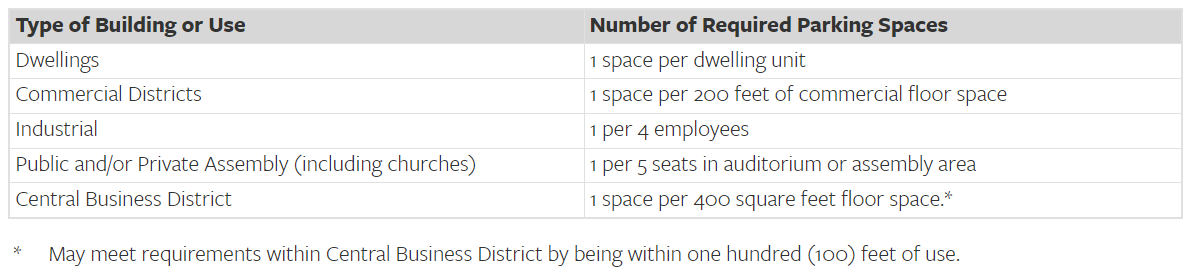 Type of Building or Use Number of Required Parking Spaces
Dwellings 1 space per dwelling unit
Commercial Districts 1 space per 200 feet of commercial floor space
Industrial 1 per 4 employees
Public and/or Private Assembly (including churches) 1 per 5 seats in auditorium or assembly area
Central Business District 1 space per 400 square feet floor space.*
* May meet requirements within Central Business District by being within one hundred (100) feet of use.